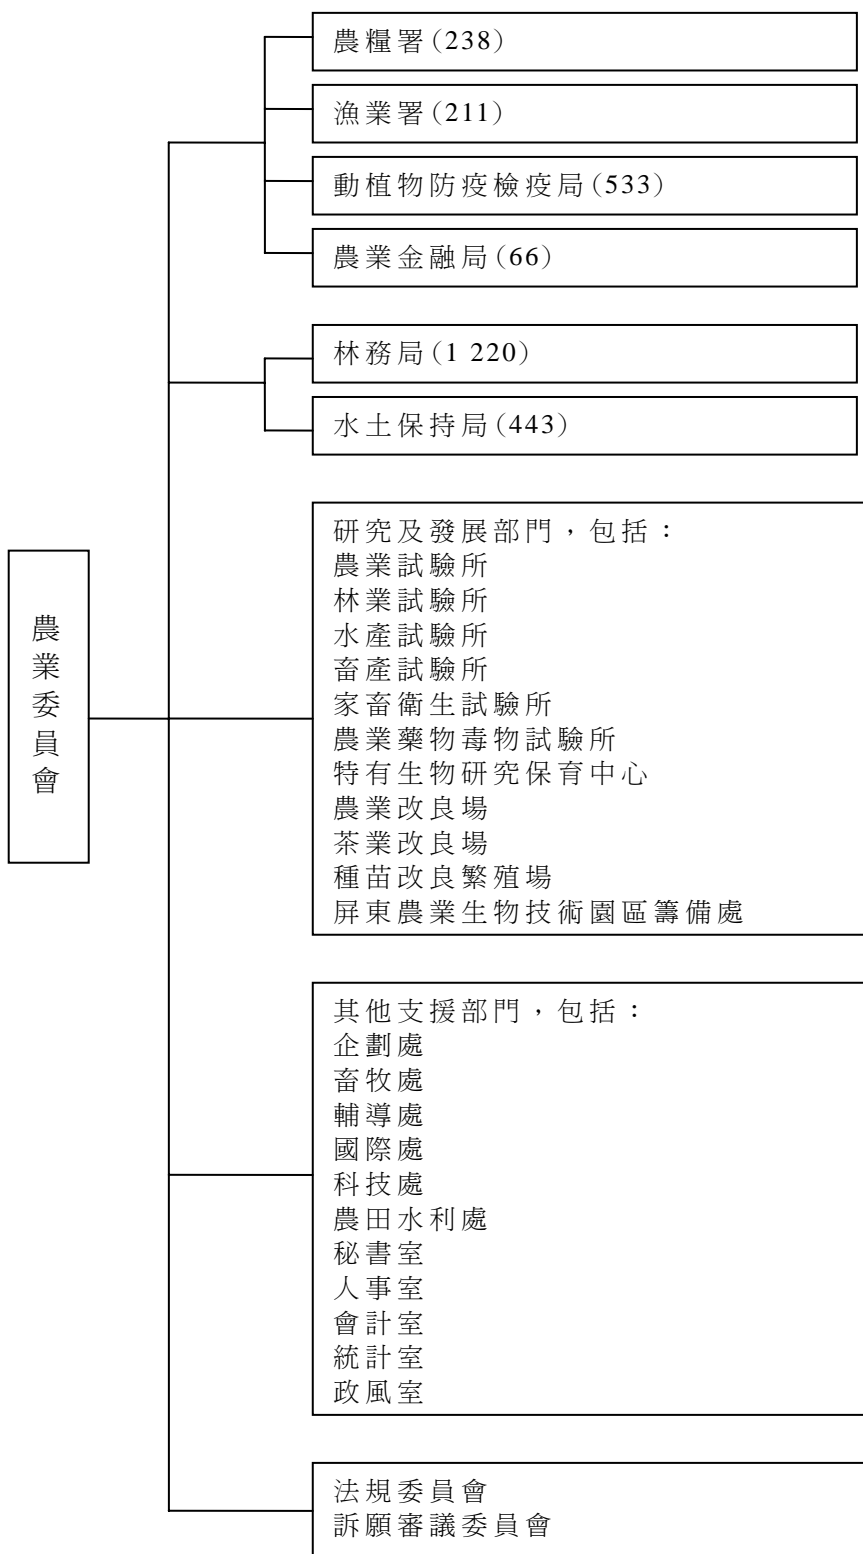 農糧署(238)
漁業署(211)
動植物防疫檢疫局(533)
農業金融局(66)
林務局(1 220)
水土保持局(443)
農業委員會
研究及發展部門，包括：
農業試驗所
林業試驗所
水產試驗所
畜產試驗所
家畜衛生試驗所
農業藥物毒物試驗所
特有生物研究保育中心
農業改良場
茶業改良場
種苗改良繁殖場
屏東農業生物技術園區籌備處
其他支援部門，包括：
企劃處
畜牧處
輔導處
國際處
科技處
農田水利處
秘書室
人事室
會計室
統計室
政風室
法規委員會
訴願審議委員會